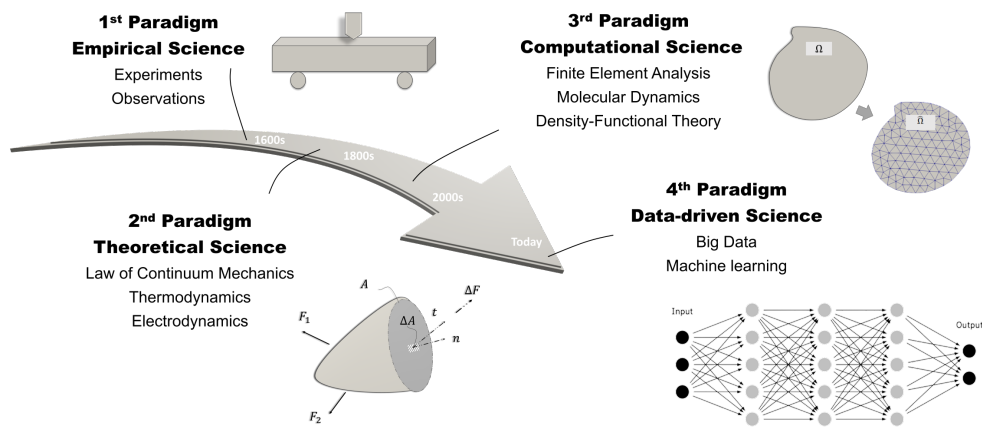 1st Paradigm
Empirical Science
Experiments
Observations
3rd Paradigm
Computational Science
Finite Element Analysis
Molecular Dynamics
Density-Functional Theory
Ω
Ω̄
1600s
1800s
2000s
Today
2nd Paradigm
Theoretical Science
Law of Continuum Mechanics
Thermodynamics
Electrodynamics
4th Paradigm
Data-driven Science
Big Data
Machine learning
A
ΔF
t
ΔA
n
F1
F2
Input
Output